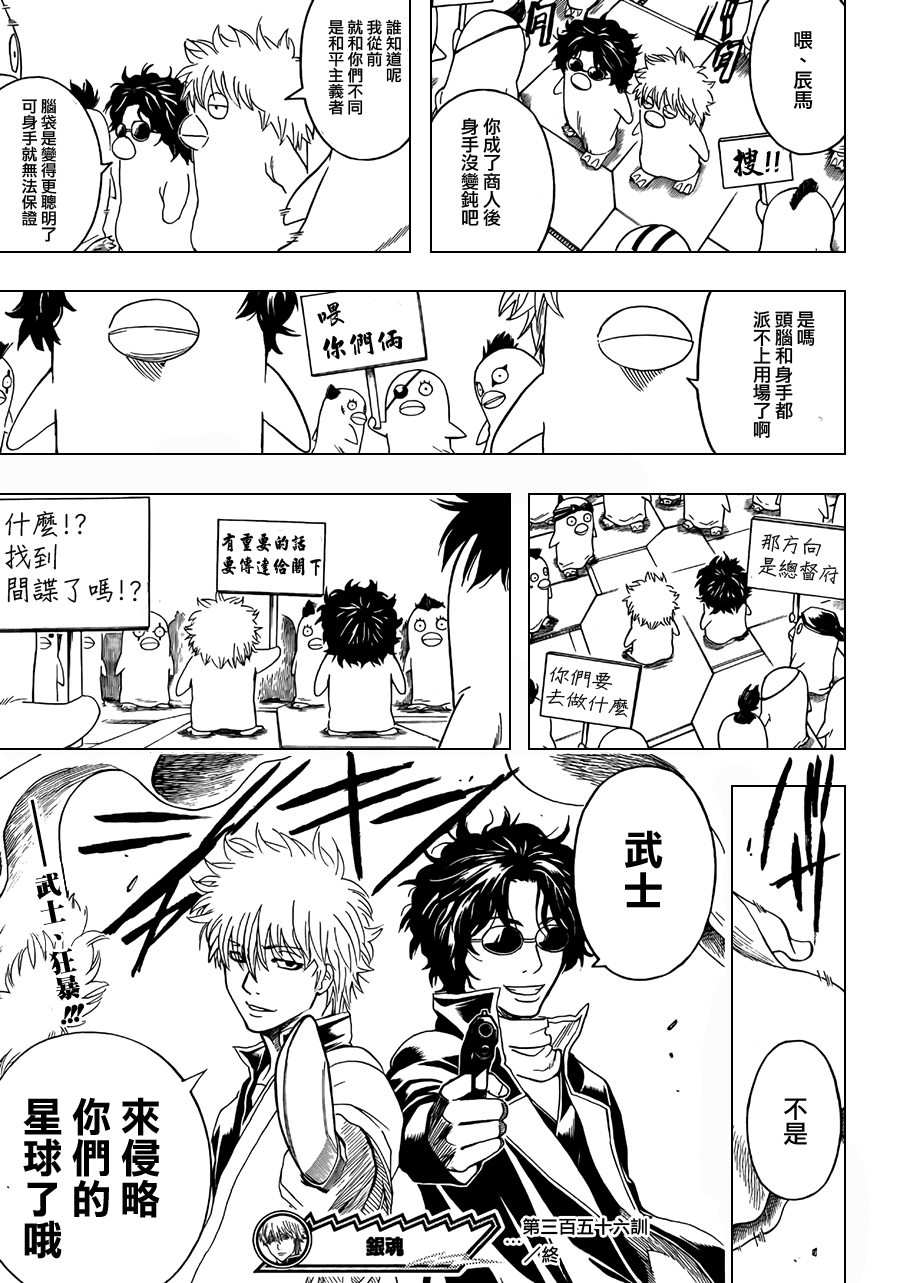 喂、辰馬
你成了商人後
身手沒變鈍吧
搜!!
誰知道呢
我從前
就和你們不同
是和平主義者
腦袋是變得更聰明了
可身手就無法保證
是嗎
頭腦和身手都
派不上用場了啊
喂
你們倆
那方向
是總督府
你們要
去做什麼
有重要的話
要傳達給閣下
什麼!?
找到
間諜了嗎!?
不是
武士
來侵略
你們的
星球了哦
——武士、狂暴!!!
銀魂
第三百五十六訓
…／終